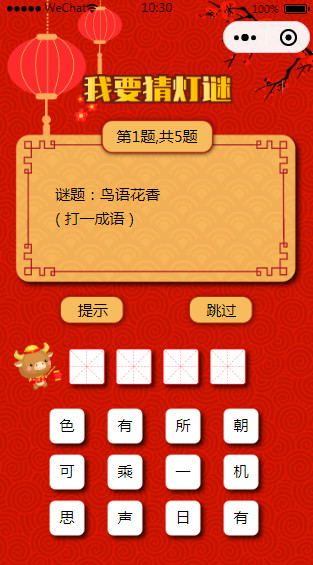 WeChat 10:30 100%
我要猜灯谜
第1题,共5题
谜题：鸟语花香
（打一成语）
提示 跳过
色 有 所 朝
可 乘 一 机
思 声 日 有